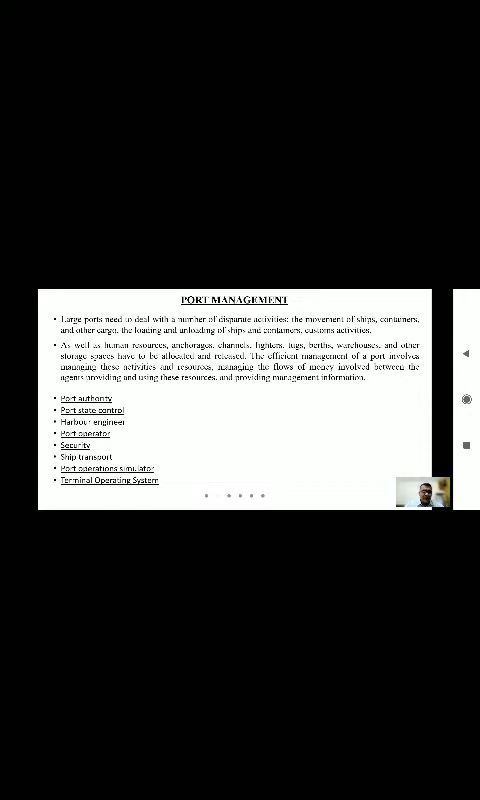 PORT MANAGEMENT
• Large ports need to deal with a number of disparate activities: the movement of ships, containers,
and other cargo, the loading and unloading of ships and containers, customs activities.
• As well as human resources, anchorages, channels, lighters, tugs, berths, warehouses, and other
storage spaces have to be allocated and released. The efficient management of a port involves
managing these activities and resources, managing the flows of money involved between the
agents providing and using these resources, and providing management information.
• Port authority
• Port state control
• Harbour engineer
• Port operator
• Security
• Ship transport
• Port operations simulator
• Terminal Operating System